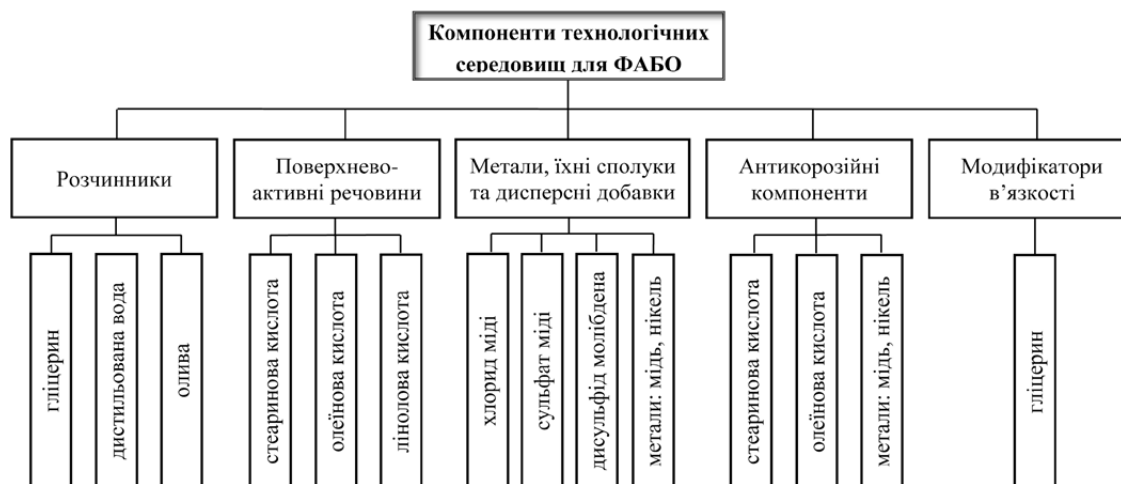 Компоненти технологічних
середовищ для ФАБО
Розчинники
Поверхнево-
активні речовини
Метали, їхні сполуки
та дисперсні добавки
Антикорозійні
компоненти
Модифікатори
в’язкості
гліцерин
дистильована вода
олива
стеаринова кислота
олеїнова кислота
лінолова кислота
хлорид міді
сульфат міді
дисульфід молібдена
метали: мідь, нікель
стеаринова кислота
олеїнова кислота
метали: мідь, нікель
гліцерин